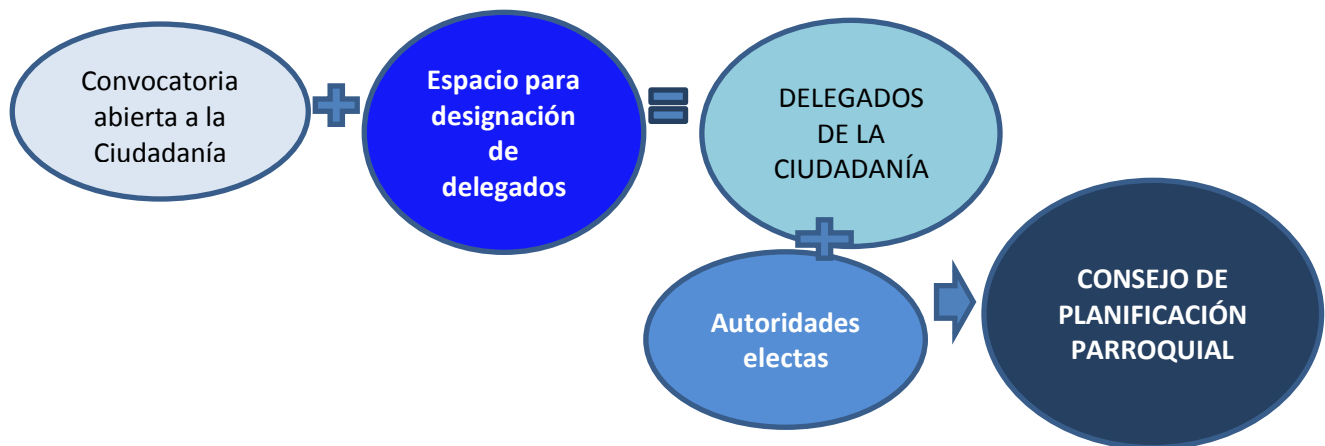 Convocatoria
abierta a la
Ciudadanía
Espacio para
designación
de
delegados
DELEGADOS
DE LA
CIUDADANÍA
Autoridades
electas
CONSEJO DE
PLANIFICACIÓN
PARROQUIAL